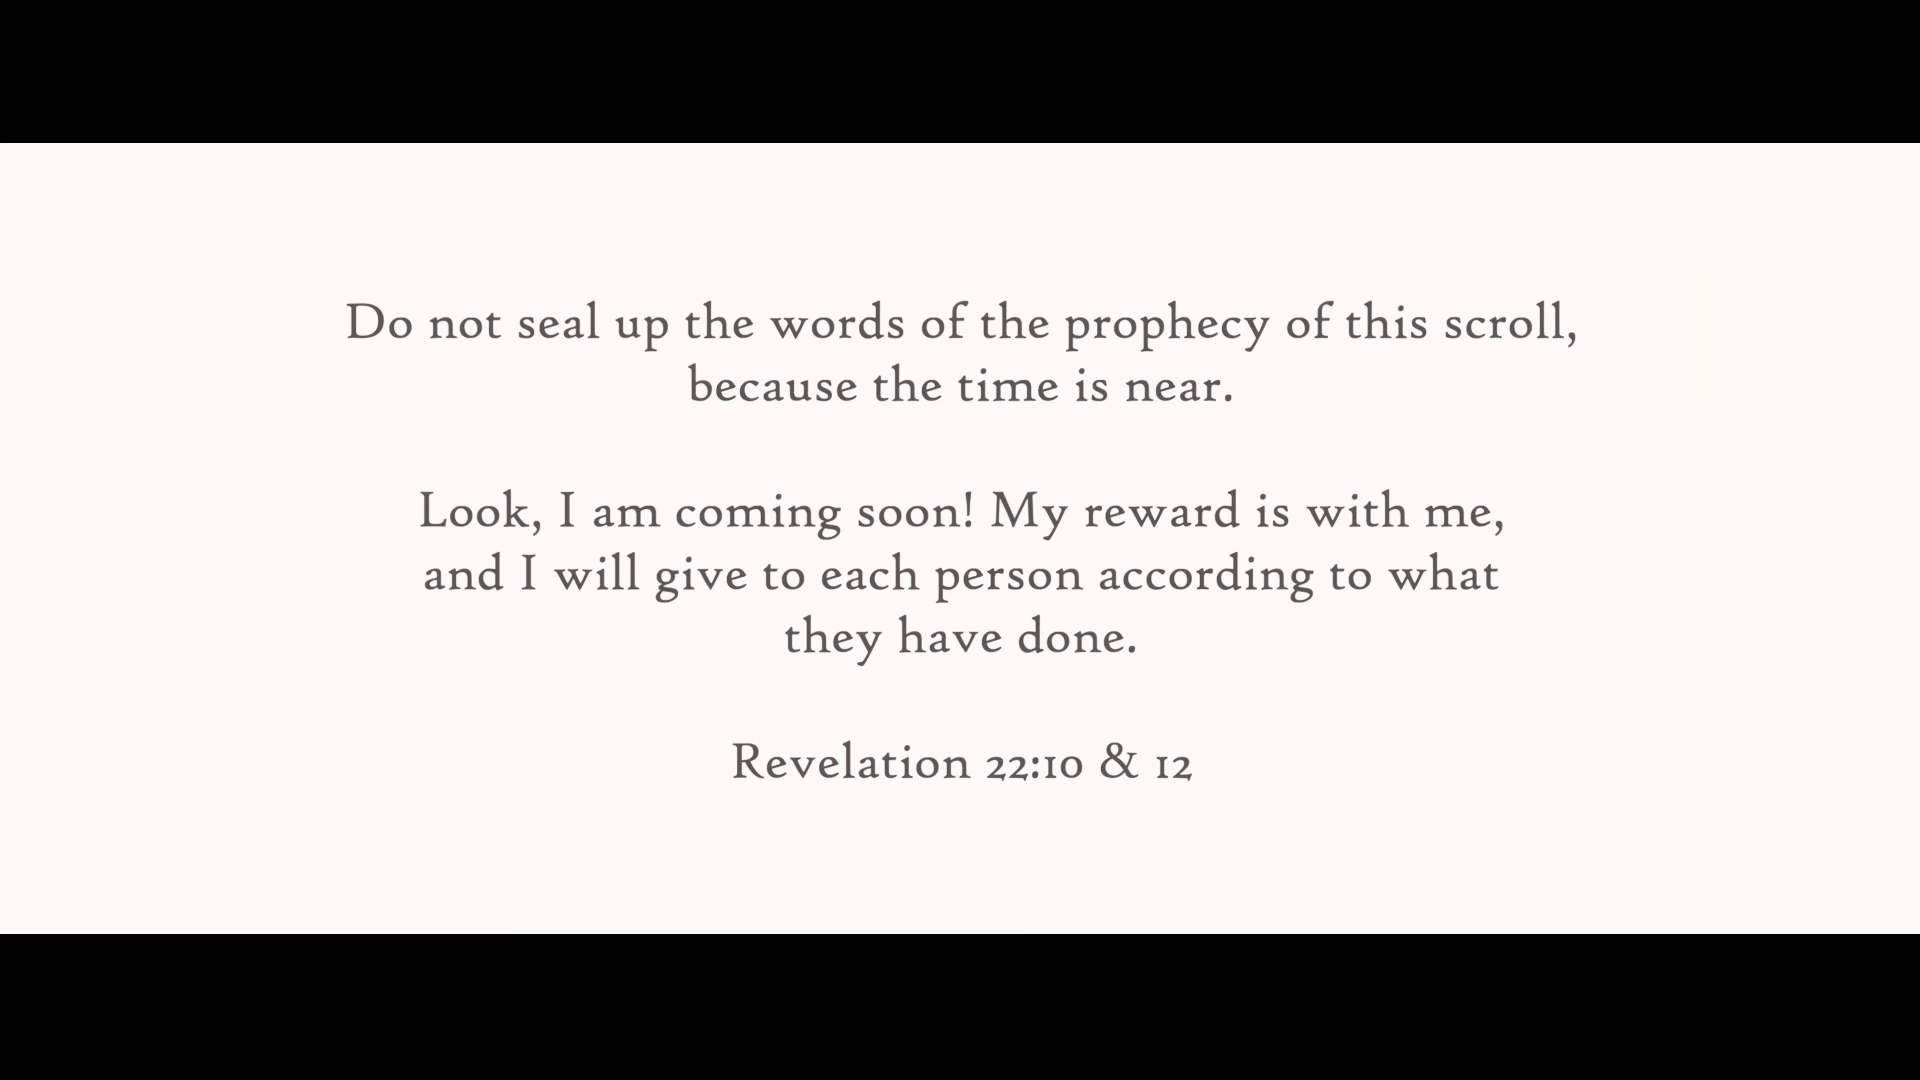 Do not seal up the words of the prophecy of this scroll,
because the time is near.
Look, I am coming soon! My reward is with me,
and I will give to each person according to what
they have done.
Revelation 22:10 & 12